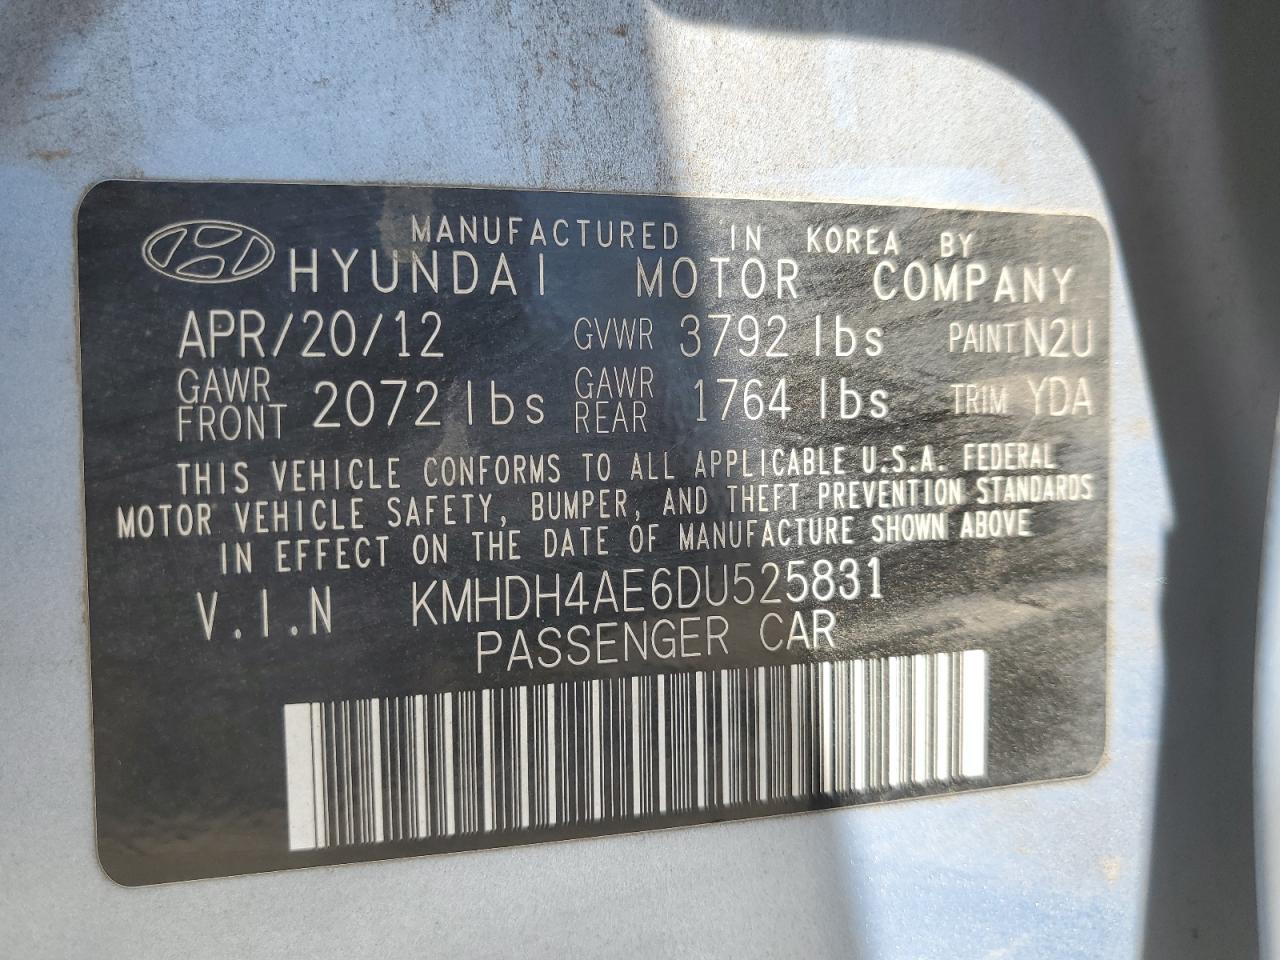 MANUFACTURED IN KOREA BY
HYUNDAI MOTOR COMPANY
APR/20/12 GVWR 3792 lbs PAINT N2U
GAWR FRONT 2072 lbs GAWR REAR 1764 lbs TRIM YDA
THIS VEHICLE CONFORMS TO ALL APPLICABLE U.S.A. FEDERAL
MOTOR VEHICLE SAFETY, BUMPER, AND THEFT PREVENTION STANDARDS
IN EFFECT ON THE DATE OF MANUFACTURE SHOWN ABOVE
V.I.N KMHDH4AE6DU525831
PASSENGER CAR